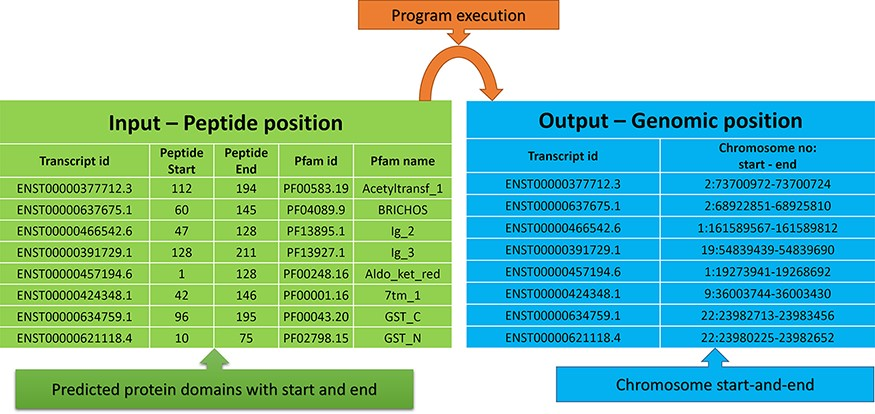 Program execution
Input – Peptide position
Transcript id Peptide Start Peptide End Pfam id Pfam name
ENST00000377712.3 112 194 PF00583.19 Acetyltransf_1
ENST00000637675.1 60 145 PF04089.9 BRICHOS
ENST00000466542.6 47 128 PF13895.1 Ig_2
ENST00000391729.1 128 211 PF13927.1 Ig_3
ENST00000457194.6 1 128 PF00248.16 Aldo_ket_red
ENST00000424348.1 42 146 PF00001.16 7tm_1
ENST00000634759.1 96 195 PF00043.20 GST_C
ENST00000621118.4 10 75 PF02798.15 GST_N
Predicted protein domains with start and end
Output – Genomic position
Transcript id Chromosome no: start - end
ENST00000377712.3 2:73700972-73700724
ENST00000637675.1 2:68922851-68925810
ENST00000466542.6 1:161589567-161589812
ENST00000391729.1 19:54839439-54839690
ENST00000457194.6 1:19273941-19268692
ENST00000424348.1 9:36003744-36003430
ENST00000634759.1 22:23982713-23983456
ENST00000621118.4 22:23980225-23982652
Chromosome start-and-end